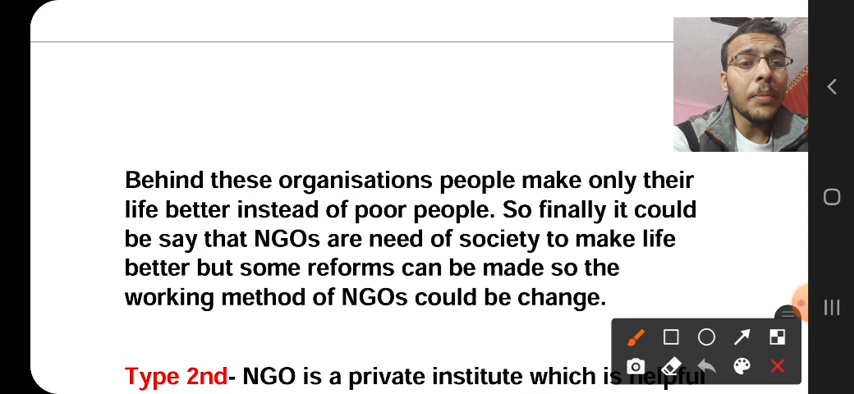 Behind these organisations people make only their
life better instead of poor people. So finally it could
be say that NGOs are need of society to make life
better but some reforms can be made so the
working method of NGOs could be change.
Type 2nd- NGO is a private institute which is helpful